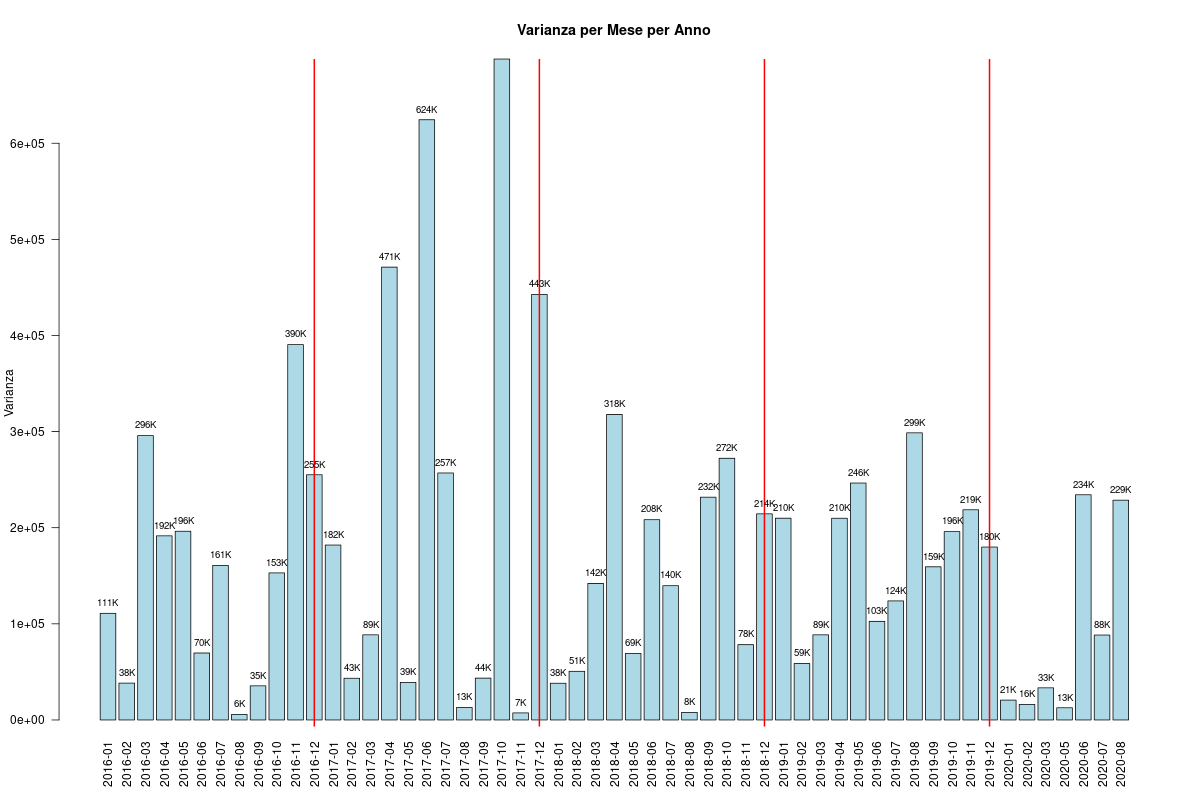 Varianza per Mese per Anno
Varianza
6e+05
5e+05
4e+05
3e+05
2e+05
1e+05
0e+00
111K
38K
296K
192K
196K
70K
161K
6K
35K
153K
390K
255K
182K
43K
89K
471K
39K
624K
257K
13K
44K
7K
443K
38K
51K
142K
318K
69K
208K
140K
8K
232K
272K
78K
214K
210K
59K
89K
210K
246K
103K
124K
299K
159K
196K
219K
180K
21K
16K
33K
13K
234K
88K
229K
2016-01
2016-02
2016-03
2016-04
2016-05
2016-06
2016-07
2016-08
2016-09
2016-10
2016-11
2016-12
2017-01
2017-02
2017-03
2017-04
2017-05
2017-06
2017-07
2017-08
2017-09
2017-10
2017-11
2017-12
2018-01
2018-02
2018-03
2018-04
2018-05
2018-06
2018-07
2018-08
2018-09
2018-10
2018-11
2018-12
2019-01
2019-02
2019-03
2019-04
2019-05
2019-06
2019-07
2019-08
2019-09
2019-10
2019-11
2019-12
2020-01
2020-02
2020-03
2020-05
2020-06
2020-07
2020-08